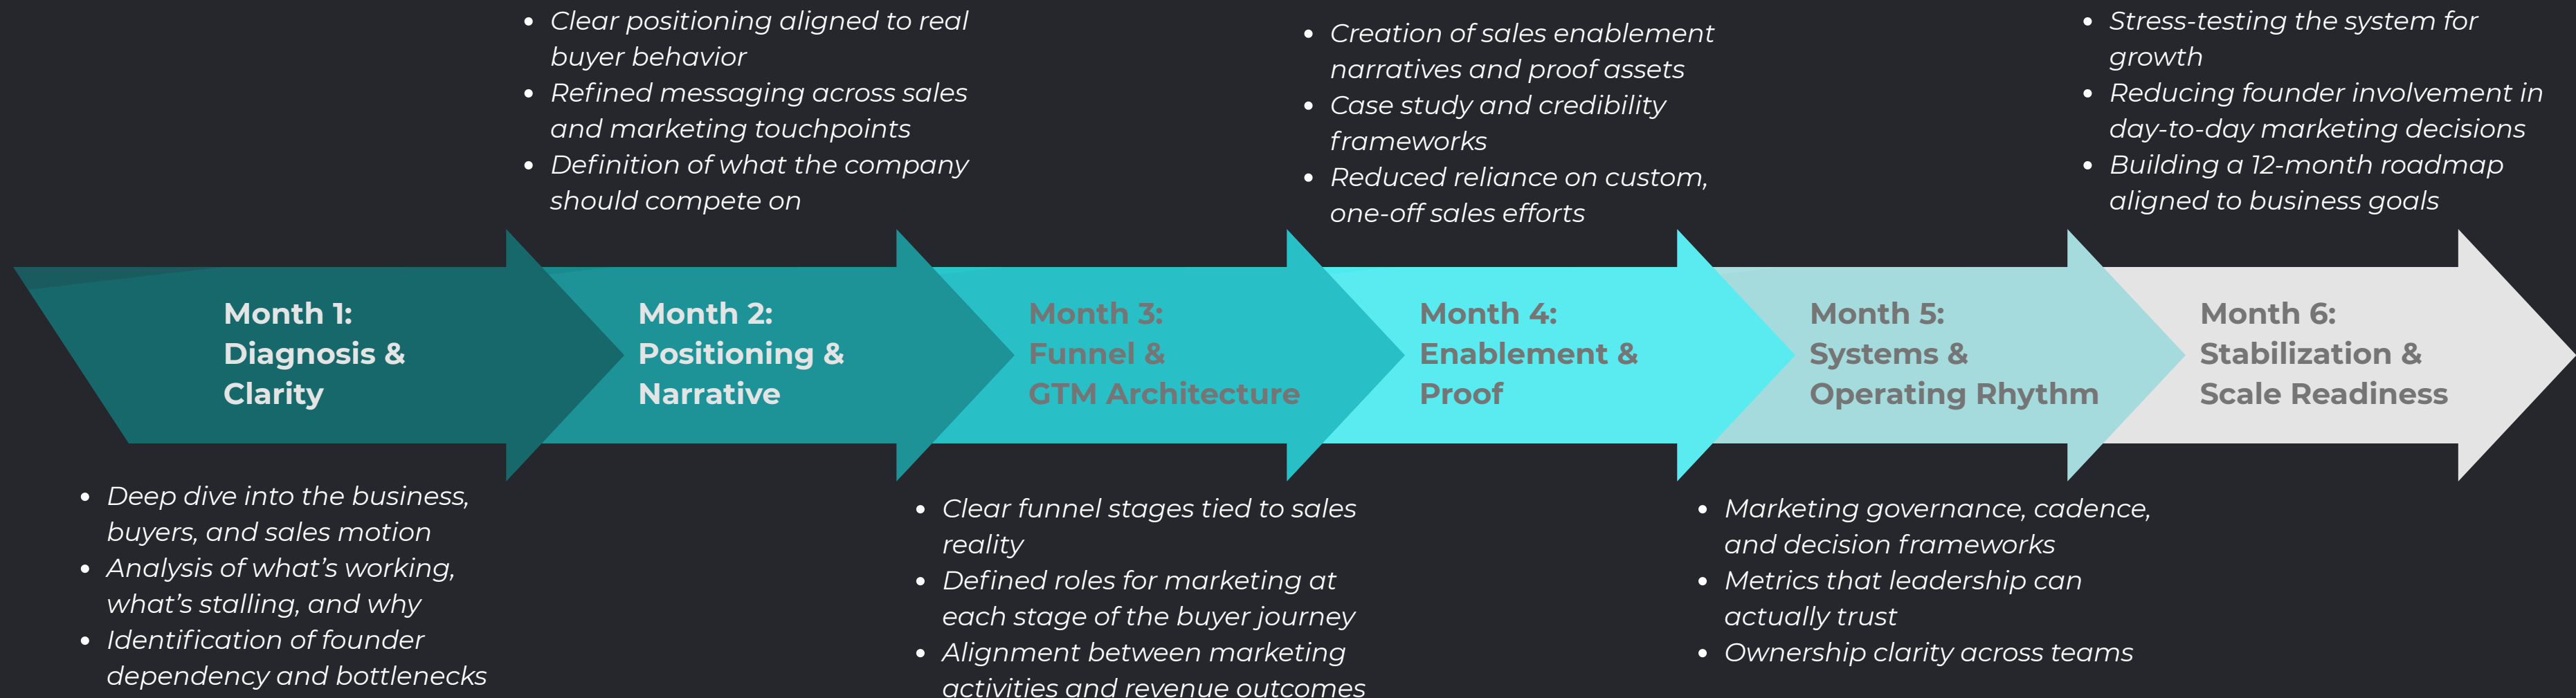 • Clear positioning aligned to real
buyer behavior
• Refined messaging across sales
and marketing touchpoints
• Definition of what the company
should compete on
• Creation of sales enablement
narratives and proof assets
• Case study and credibility
frameworks
• Reduced reliance on custom,
one-off sales efforts
• Stress-testing the system for
growth
• Reducing founder involvement in
day-to-day marketing decisions
• Building a 12-month roadmap
aligned to business goals
Month 1:
Diagnosis &
Clarity
Month 2:
Positioning &
Narrative
Month 3:
Funnel &
GTM Architecture
Month 4:
Enablement &
Proof
Month 5:
Systems &
Operating Rhythm
Month 6:
Stabilization &
Scale Readiness
• Deep dive into the business,
buyers, and sales motion
• Analysis of what’s working,
what’s stalling, and why
• Identification of founder
dependency and bottlenecks
• Clear funnel stages tied to sales
reality
• Defined roles for marketing at
each stage of the buyer journey
• Alignment between marketing
activities and revenue outcomes
• Marketing governance, cadence,
and decision frameworks
• Metrics that leadership can
actually trust
• Ownership clarity across teams